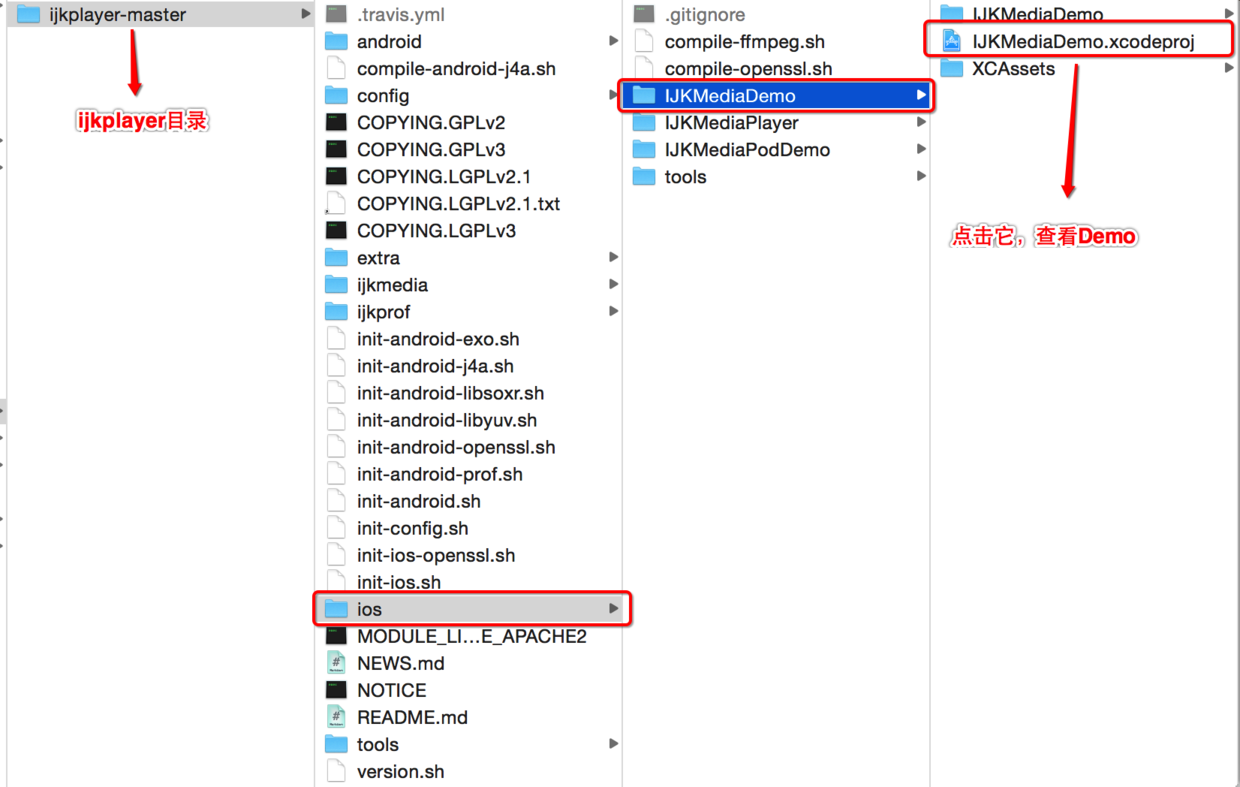 ijkplayer-master
ijkplayer目录
.travis.yml
android
compile-android-j4a.sh
config
COPYING.GPLv2
COPYING.GPLv3
COPYING.LGPLv2.1
COPYING.LGPLv2.1.txt
COPYING.LGPLv3
extra
ijkmedia
ijkprof
init-android-exo.sh
init-android-j4a.sh
init-android-libsoxr.sh
init-android-libyuv.sh
init-android-openssl.sh
init-android-prof.sh
init-android.sh
init-config.sh
init-ios-openssl.sh
init-ios.sh
ios
MODULE_LI...E_APACHE2
NEWS.md
NOTICE
README.md
tools
version.sh
.gitignore
compile-ffmpeg.sh
compile-openssl.sh
IJKMediaDemo
IJKMediaPlayer
IJKMediaPodDemo
tools
IJKMediaDemo
IJKMediaDemo.xcodeproj
XCAssets
点击它，查看Demo